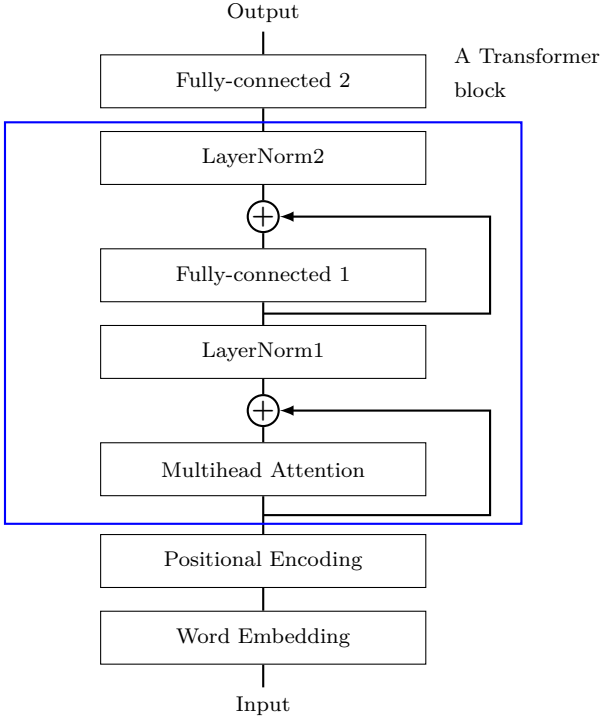 Output
Fully-connected 2
A Transformer
block
LayerNorm2
Fully-connected 1
LayerNorm1
Multihead Attention
Positional Encoding
Word Embedding
Input